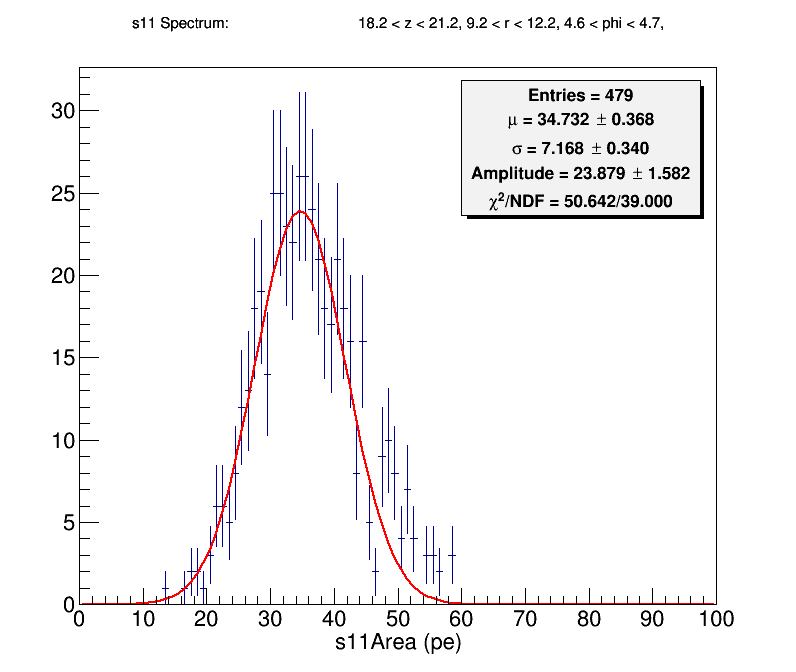 s11 Spectrum: 18.2 < z < 21.2, 9.2 < r < 12.2, 4.6 < phi < 4.7,
Entries = 479
μ = 34.732 ± 0.368
σ = 7.168 ± 0.340
Amplitude = 23.879 ± 1.582
χ²/NDF = 50.642/39.000
30
25
20
15
10
5
0
0 10 20 30 40 50 60 70 80 90 100
s11Area (pe)